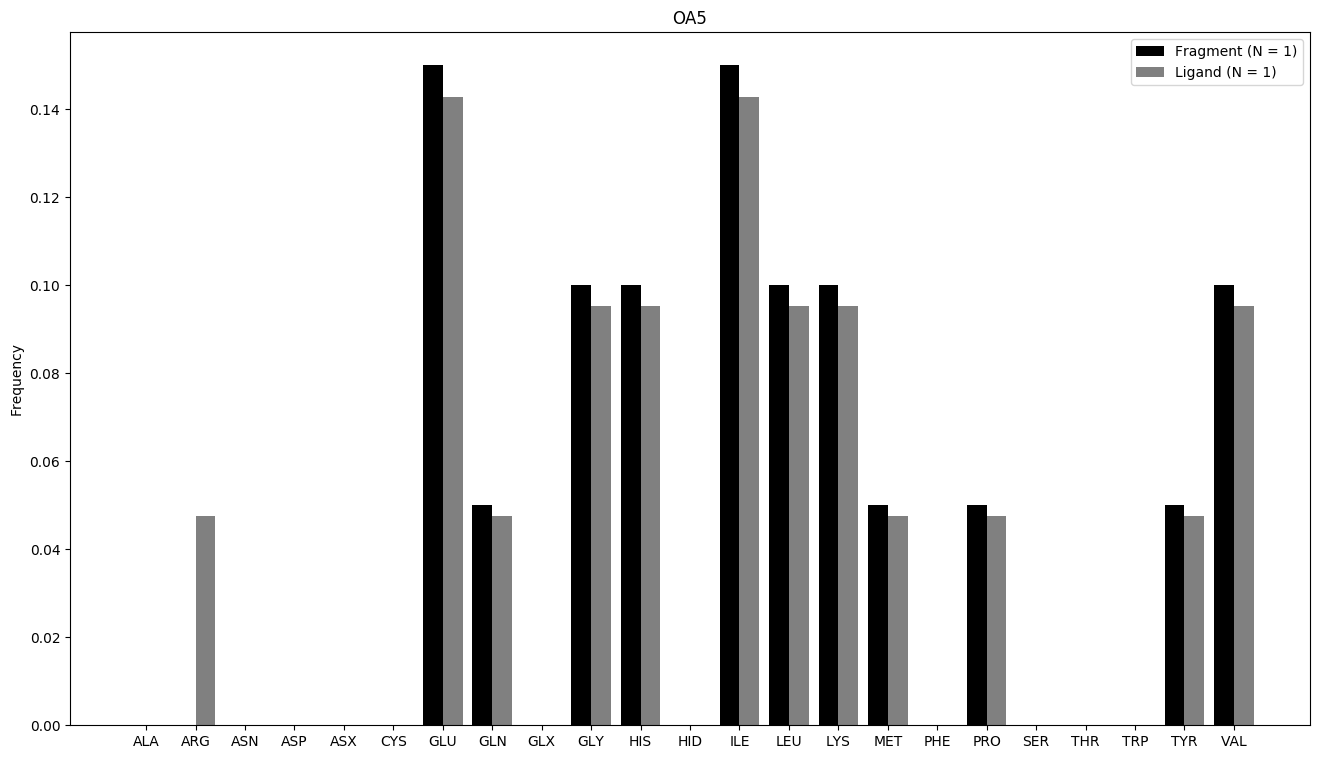 OA5
Fragment (N = 1)
Ligand (N = 1)
Frequency
0.14
0.12
0.10
0.08
0.06
0.04
0.02
0.00
ALA ARG ASN ASP ASX CYS GLU GLN GLX GLY HIS HID ILE LEU LYS MET PHE PRO SER THR TRP TYR VAL